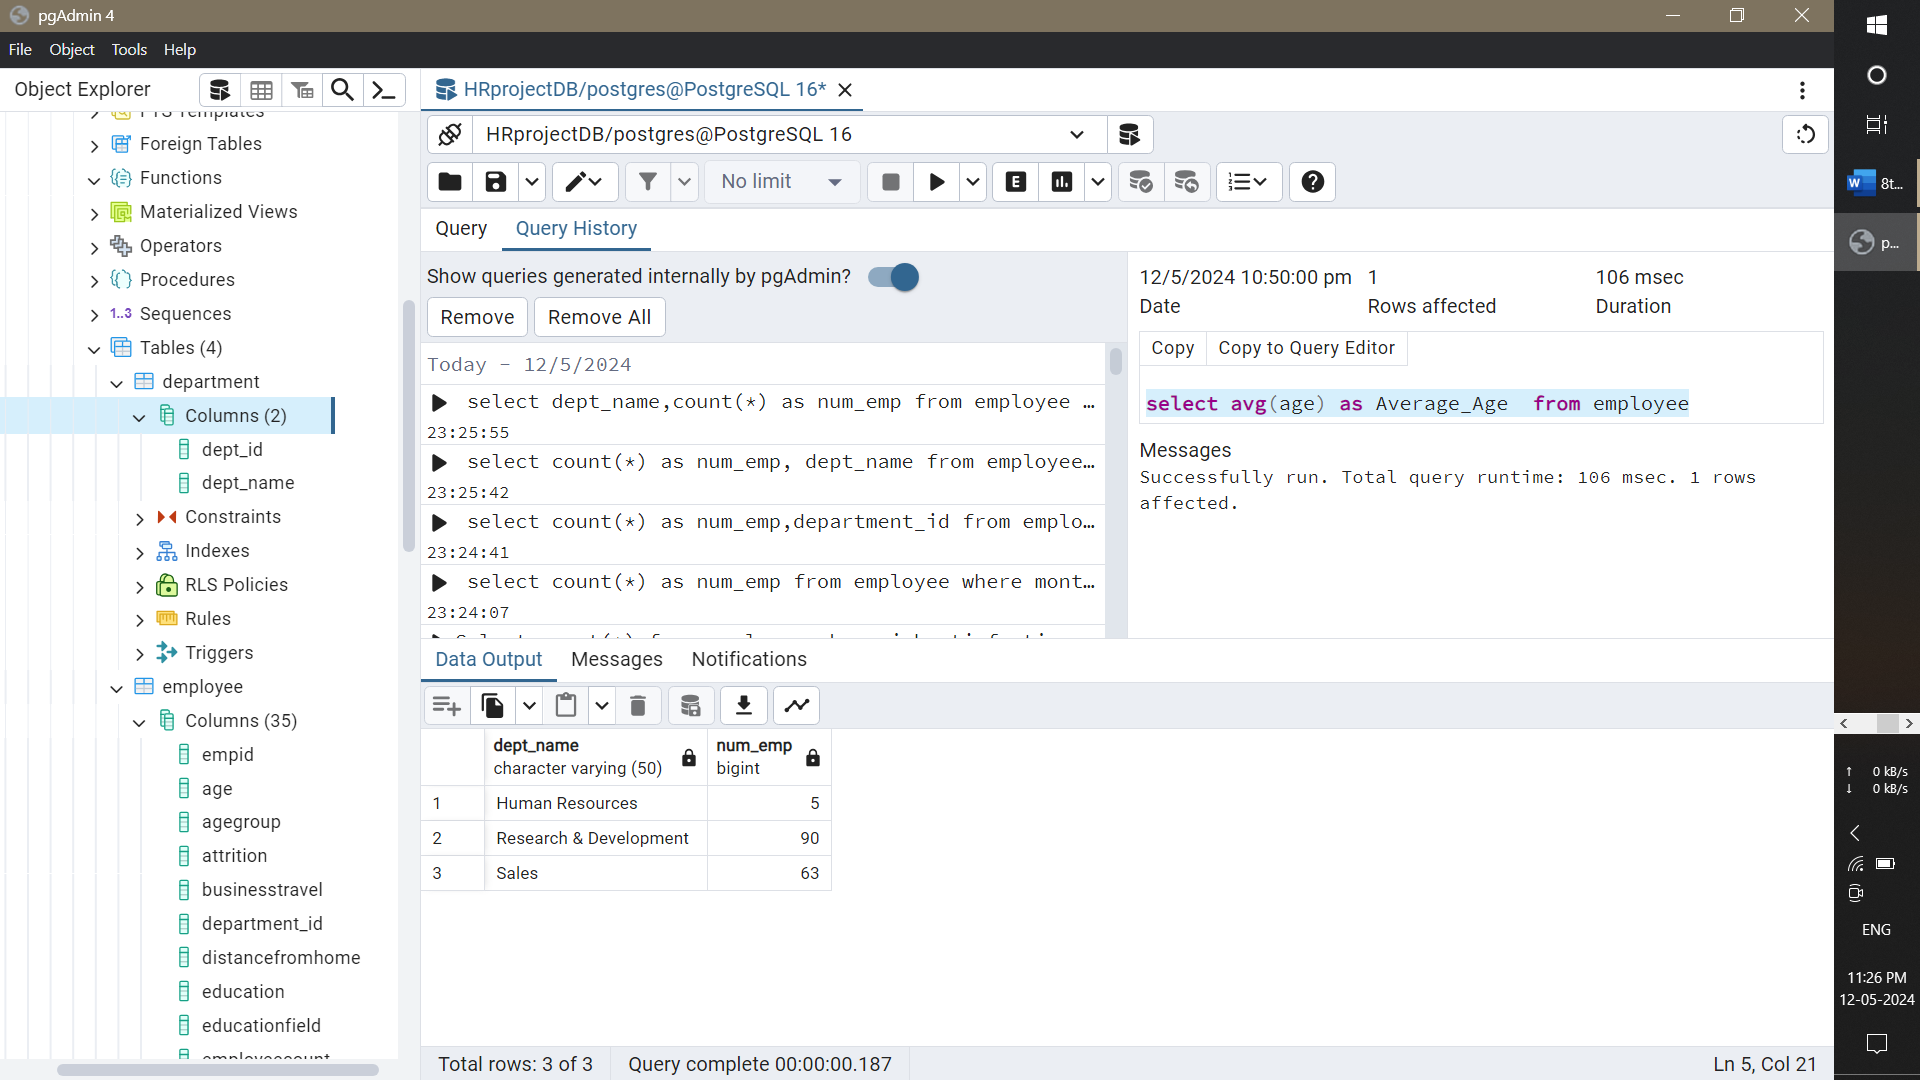 pgAdmin 4
File Object Tools Help
Object Explorer
FTS Templates
Foreign Tables
Functions
Materialized Views
Operators
Procedures
1..3 Sequences
Tables (4)
department
Columns (2)
dept_id
dept_name
Constraints
Indexes
RLS Policies
Rules
Triggers
employee
Columns (35)
empid
age
agegroup
attrition
businesstravel
department_id
distancefromhome
education
educationfield
employeecount
HRprojectDB/postgres@PostgreSQL 16*
HRprojectDB/postgres@PostgreSQL 16
No limit
E
Query Query History
Show queries generated internally by pgAdmin?
Remove Remove All
Today - 12/5/2024
select dept_name,count(*) as num_emp from employee …
23:25:55
select count(*) as num_emp, dept_name from employee…
23:25:42
select count(*) as num_emp,department_id from emplo…
23:24:41
select count(*) as num_emp from employee where mont…
23:24:07
12/5/2024 10:50:00 pm 1 106 msec
Date Rows affected Duration
Copy Copy to Query Editor
select avg(age) as Average_Age  from employee
Messages
Successfully run. Total query runtime: 106 msec. 1 rows
affected.
Data Output Messages Notifications
dept_name num_emp
character varying (50) bigint
1 Human Resources 5
2 Research & Development 90
3 Sales 63
Total rows: 3 of 3 Query complete 00:00:00.187 Ln 5, Col 21
W 8t...
p...
0 kB/s
0 kB/s
ENG
11:26 PM
12-05-2024